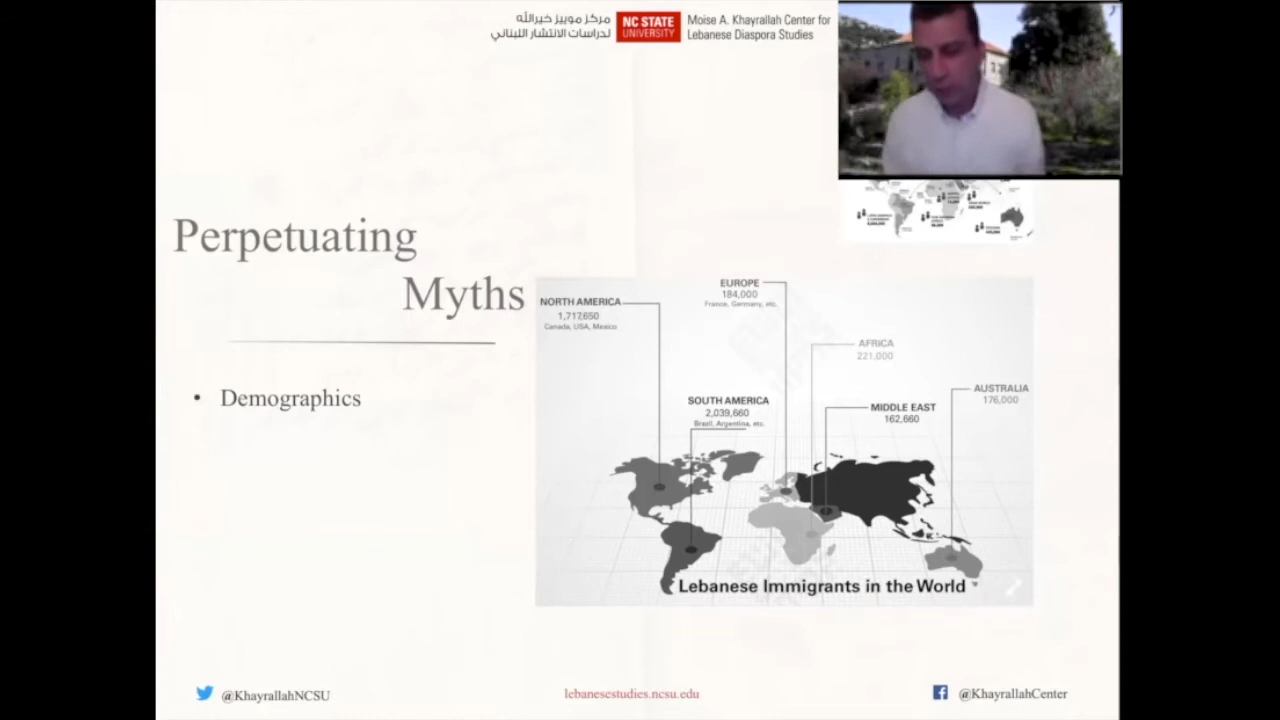 مركز موييز خيرالله
لدراسات الانتشار اللبناني
NC STATE
UNIVERSITY
Moise A. Khayrallah Center for
Lebanese Diaspora Studies
Perpetuating
Myths
• Demographics
NORTH AMERICA
1,717,650
Canada, USA, Mexico
EUROPE
184,000
France, Germany, etc.
AFRICA
221,000
SOUTH AMERICA
2,039,660
Brazil, Argentina, etc.
MIDDLE EAST
162,660
AUSTRALIA
176,000
Lebanese Immigrants in the World
@KhayrallahNCSU
lebanesestudies.ncsu.edu
@KhayrallahCenter